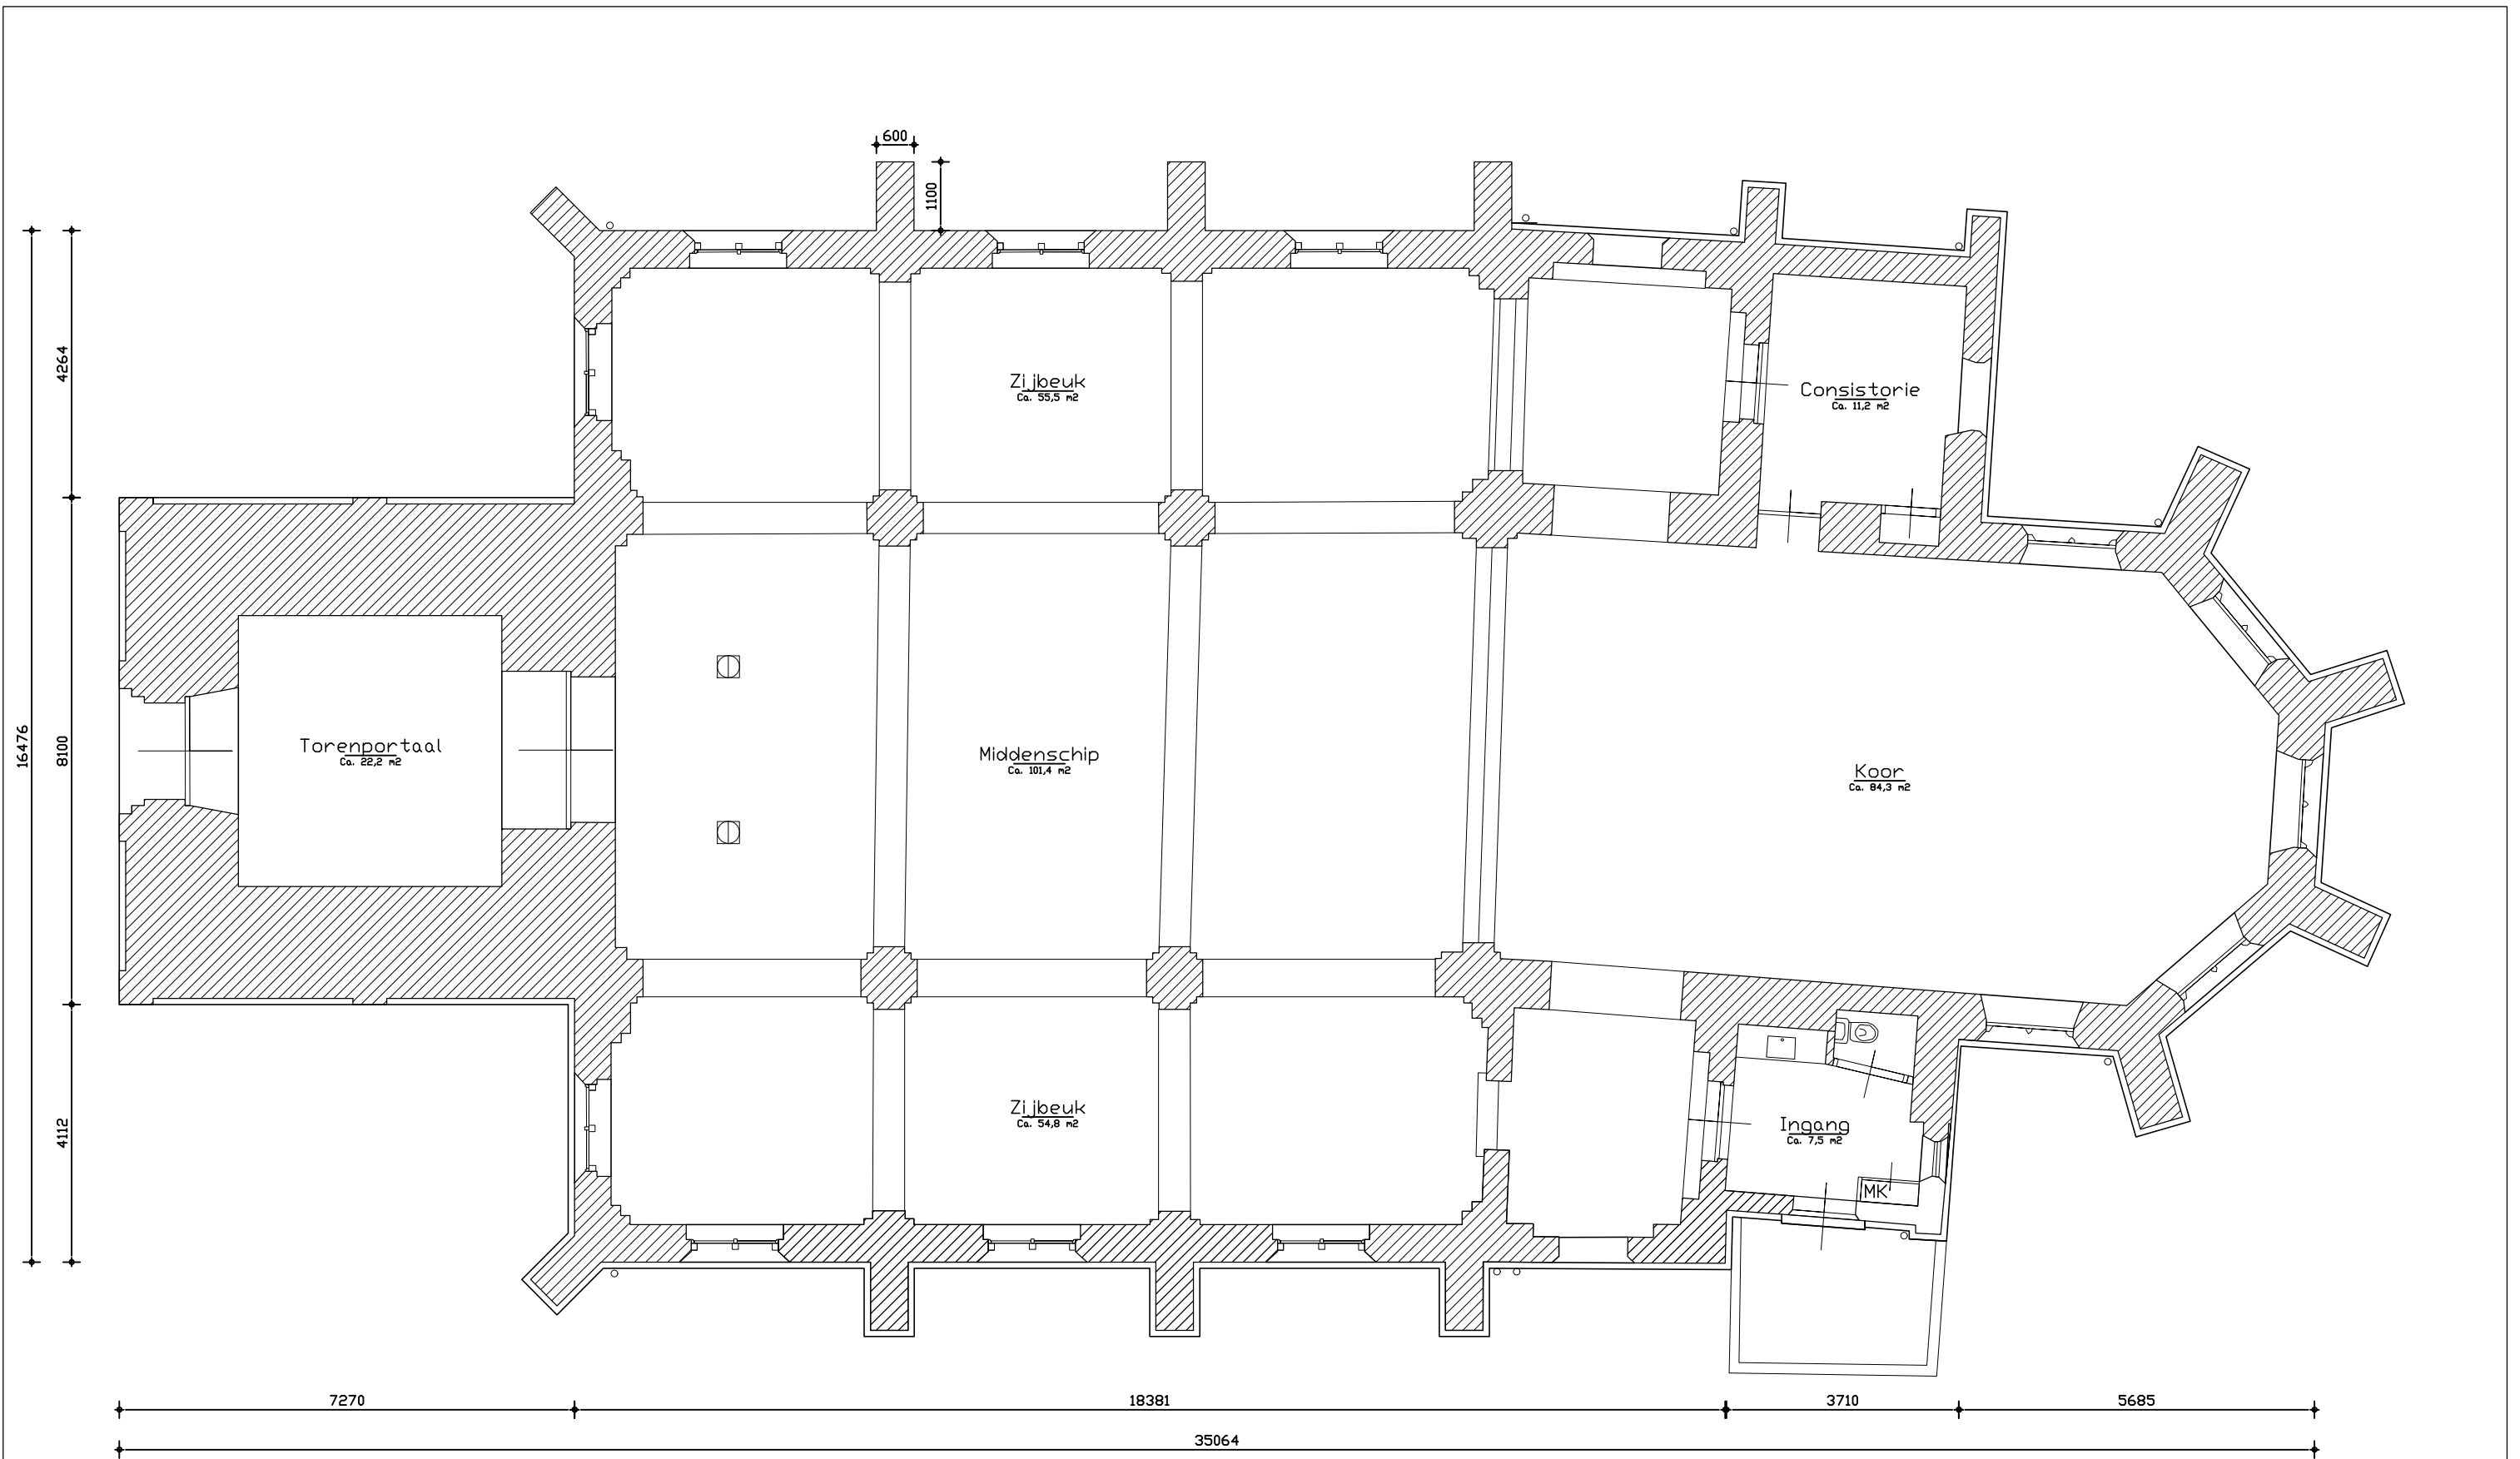 600
1100
4264
Zijbeuk
Ca. 55,5 m2
Consistorie
Ca. 11,2 m2
16476
8100
Torenportaal
Ca. 22,2 m2
Middenschip
Ca. 101,4 m2
Koor
Ca. 84,3 m2
4112
Zijbeuk
Ca. 54,8 m2
Ingang
Ca. 7,5 m2
MK
7270
18381
3710
5685
35064